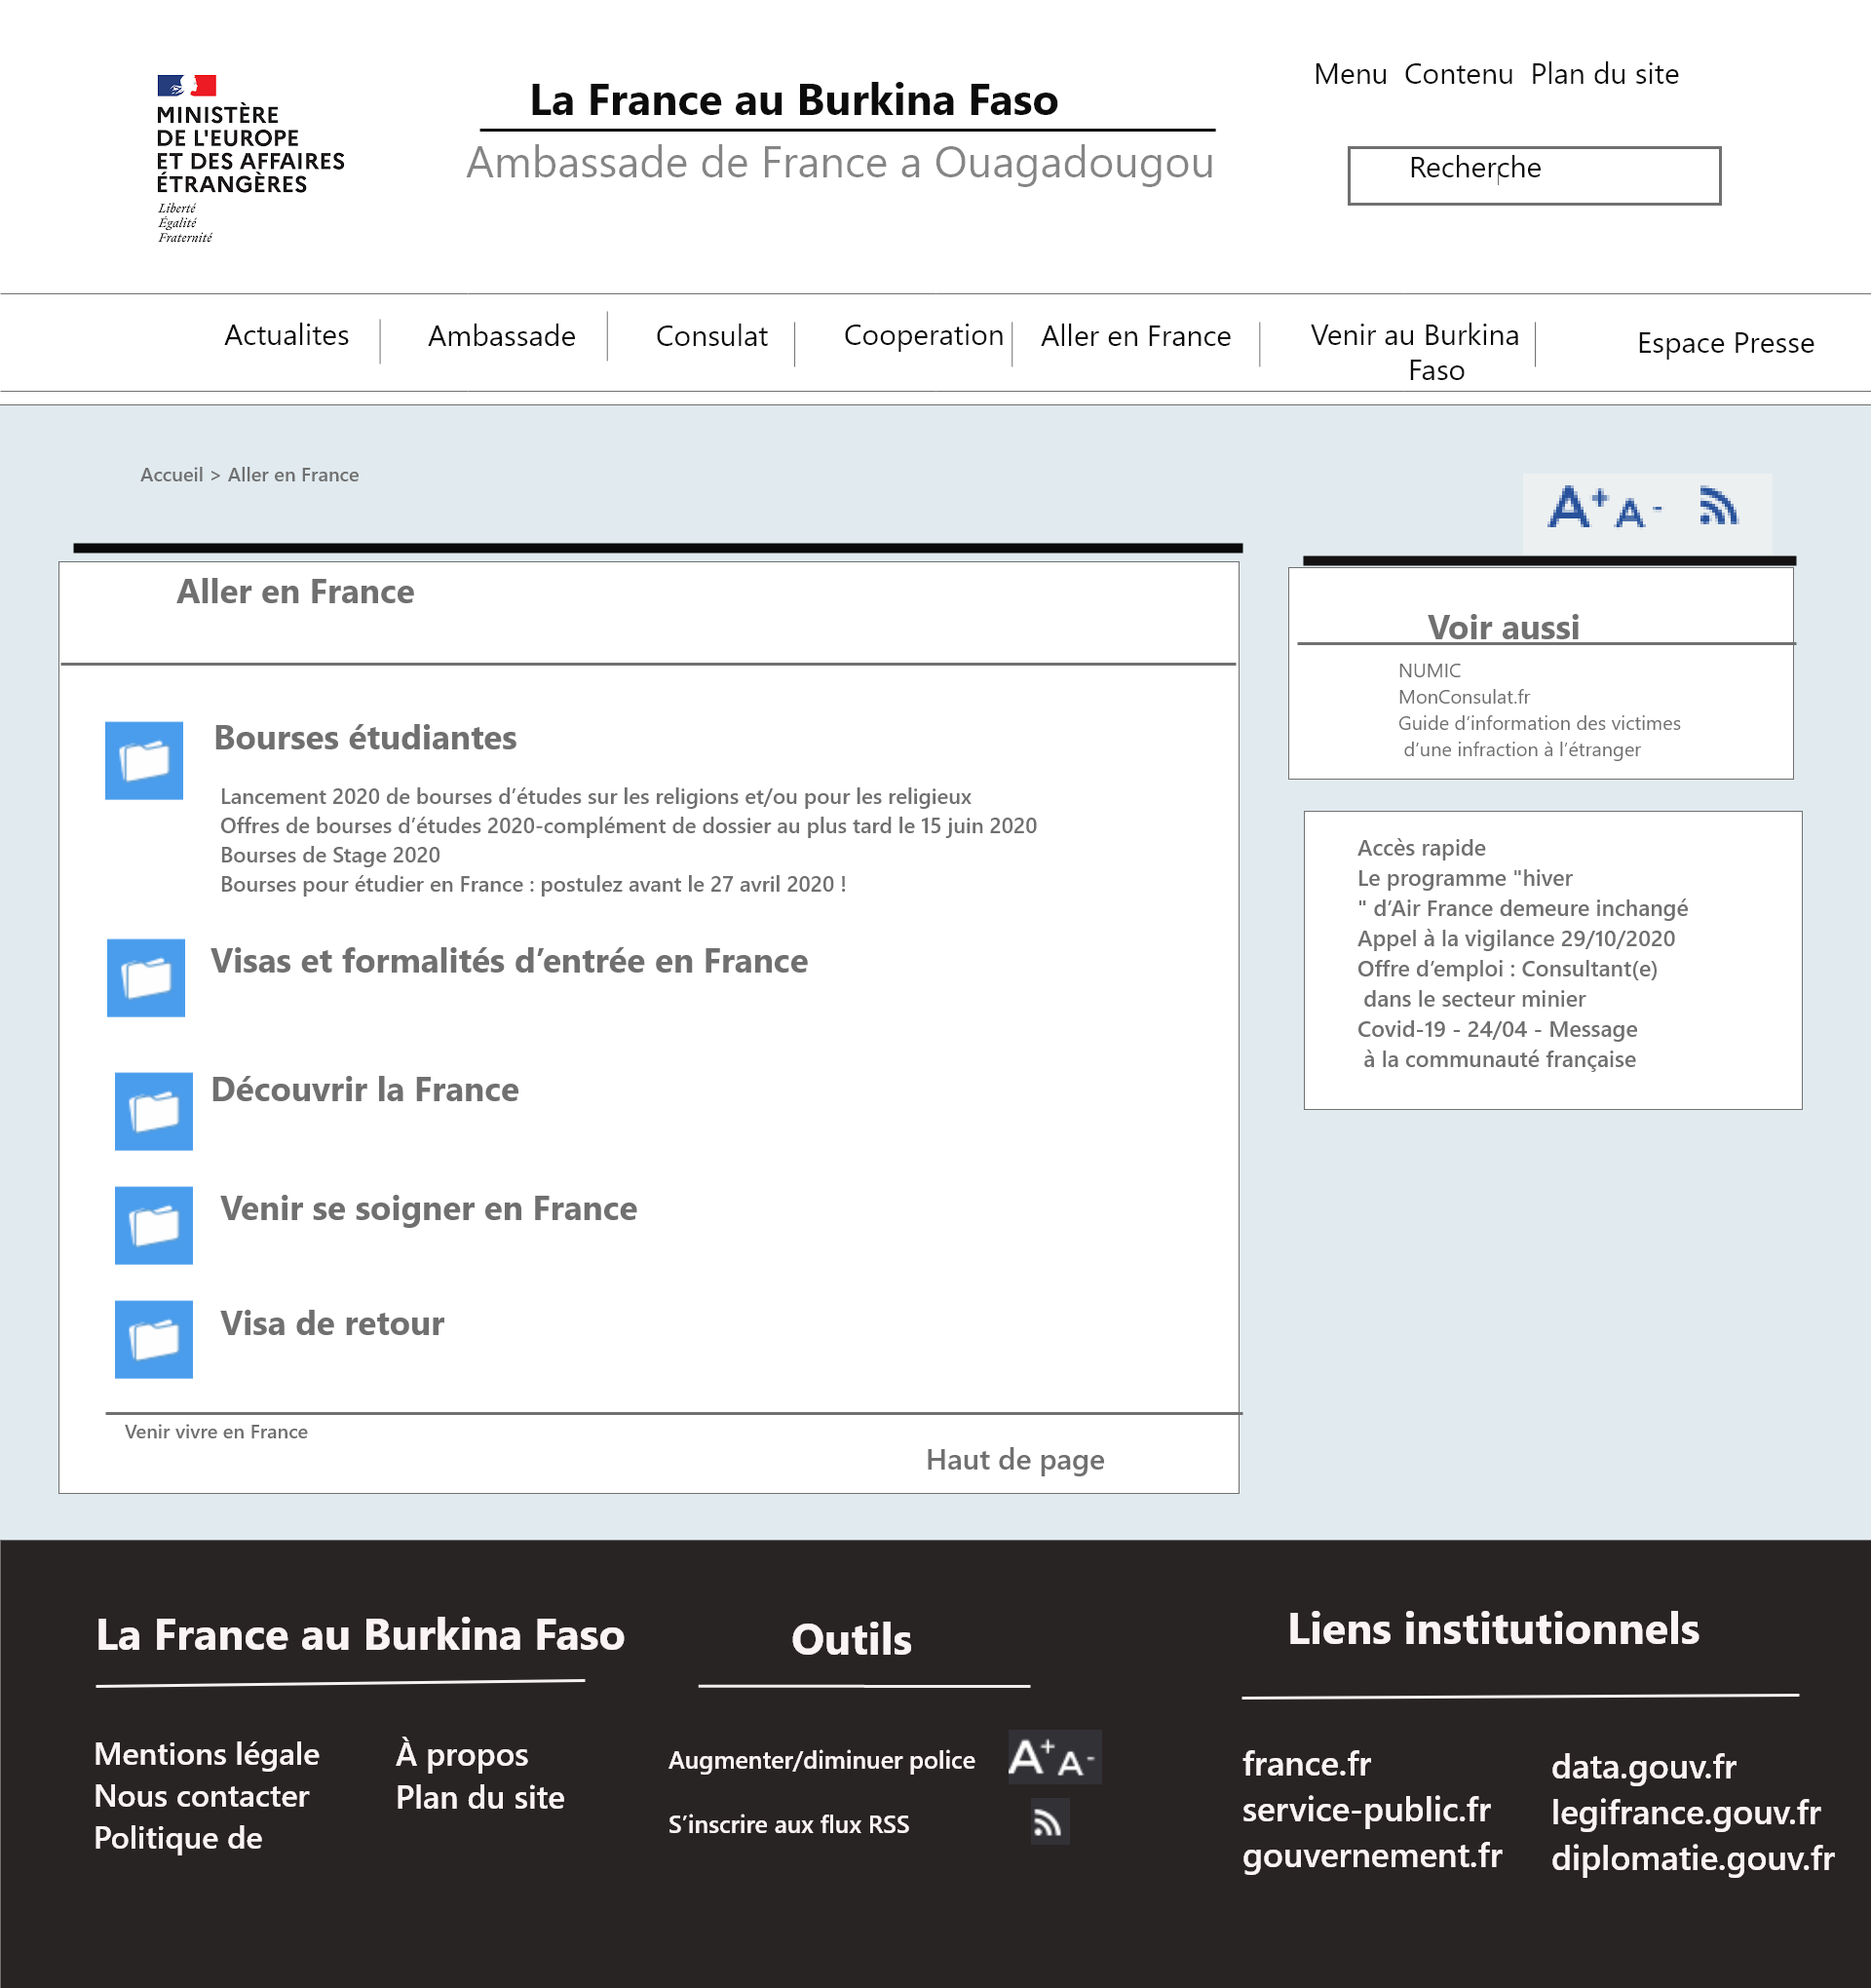 MINISTÈRE
DE L'EUROPE
ET DES AFFAIRES
ÉTRANGÈRES
Liberté
Égalité
Fraternité
La France au Burkina Faso
Ambassade de France a Ouagadougou
Menu Contenu Plan du site
Recherche
Actualites
Ambassade
Consulat
Cooperation
Aller en France
Venir au Burkina
Faso
Espace Presse
Accueil > Aller en France
A+ A-
Aller en France
Bourses étudiantes
Lancement 2020 de bourses d’études sur les religions et/ou pour les religieux
Offres de bourses d’études 2020-complément de dossier au plus tard le 15 juin 2020
Bourses de Stage 2020
Bourses pour étudier en France : postulez avant le 27 avril 2020 !
Visas et formalités d’entrée en France
Découvrir la France
Venir se soigner en France
Visa de retour
Venir vivre en France
Haut de page
Voir aussi
NUMIC
MonConsulat.fr
Guide d’information des victimes
d’une infraction à l’étranger
Accès rapide
Le programme "hiver
" d’Air France demeure inchangé
Appel à la vigilance 29/10/2020
Offre d’emploi : Consultant(e)
dans le secteur minier
Covid-19 - 24/04 - Message
à la communauté française
La France au Burkina Faso
Mentions légale
Nous contacter
Politique de
À propos
Plan du site
Outils
Augmenter/diminuer police
A+ A-
S’inscrire aux flux RSS
Liens institutionnels
france.fr
service-public.fr
gouvernement.fr
data.gouv.fr
legifrance.gouv.fr
diplomatie.gouv.fr